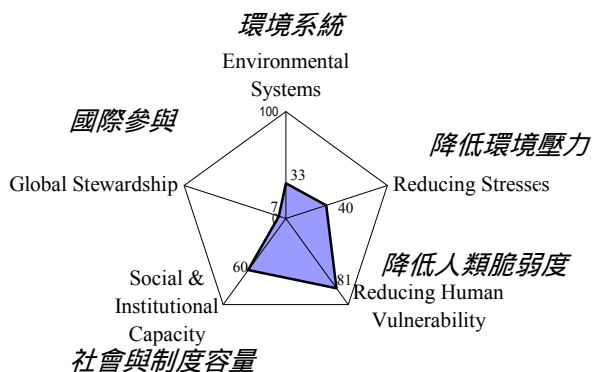 環境系統
Environmental
Systems
100
國際參與
降低環境壓力
33
Global Stewardship
Reducing Stresses
7
0
40
降低人類脆弱度
60
81
Social &
Institutional
Capacity
Reducing Human
Vulnerability
社會與制度容量